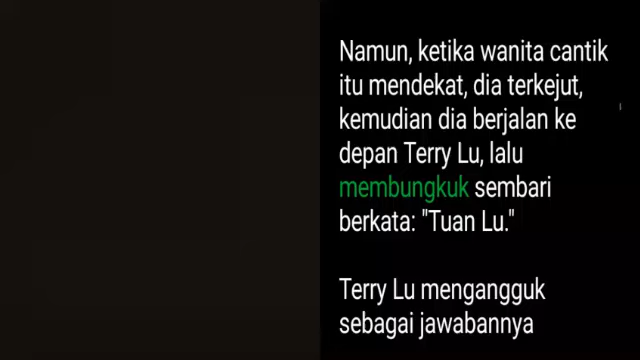 Namun, ketika wanita cantik
itu mendekat, dia terkejut,
kemudian dia berjalan ke
depan Terry Lu, lalu
membungkuk sembari
berkata: "Tuan Lu."
Terry Lu mengangguk
sebagai jawabannya